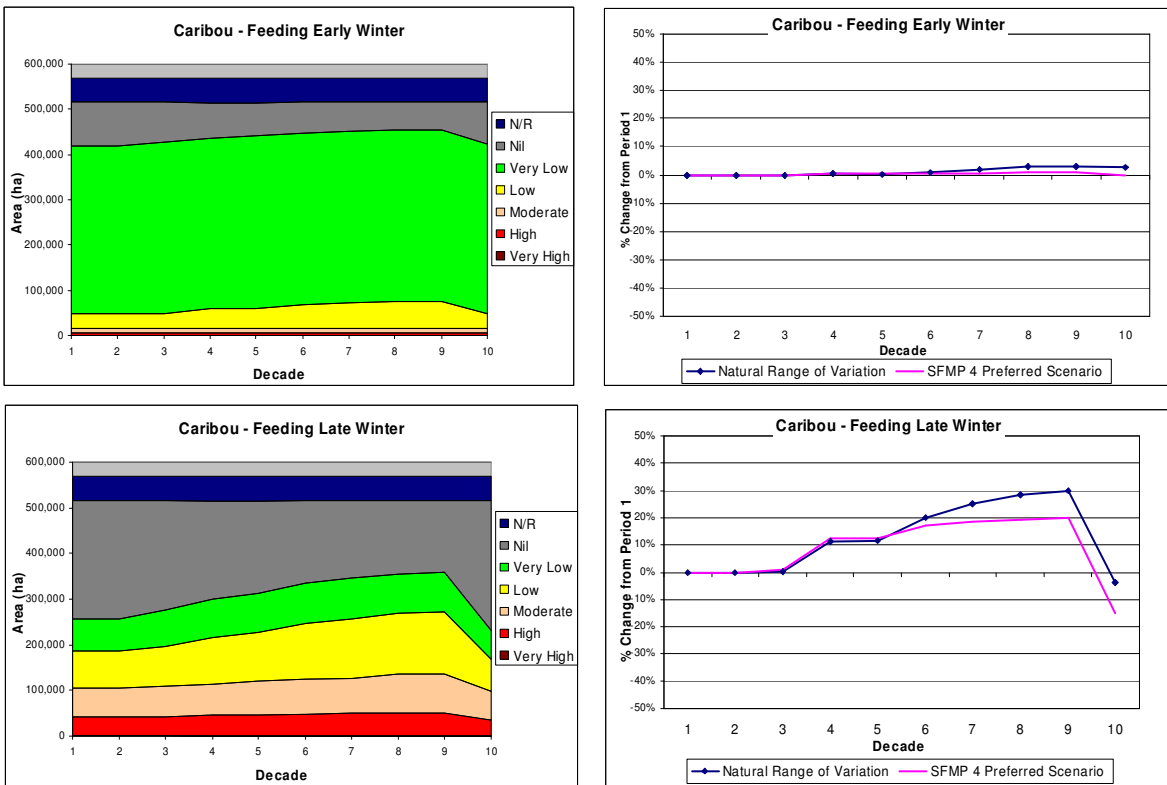 Caribou - Feeding Early Winter
600,000
500,000
400,000
300,000
200,000
100,000
0
Area (ha)
1 2 3 4 5 6 7 8 9 10
Decade
N/R
Nil
Very Low
Low
Moderate
High
Very High
Caribou - Feeding Early Winter
50%
40%
30%
20%
10%
0%
-10%
-20%
-30%
-40%
-50%
% Change from Period 1
1 2 3 4 5 6 7 8 9 10
Decade
Natural Range of Variation SFMP 4 Preferred Scenario
Caribou - Feeding Late Winter
600,000
500,000
400,000
300,000
200,000
100,000
0
Area (ha)
1 2 3 4 5 6 7 8 9 10
Decade
N/R
Nil
Very Low
Low
Moderate
High
Very High
Caribou - Feeding Late Winter
50%
40%
30%
20%
10%
0%
-10%
-20%
-30%
-40%
-50%
% Change from Period 1
1 2 3 4 5 6 7 8 9 10
Decade
Natural Range of Variation SFMP 4 Preferred Scenario